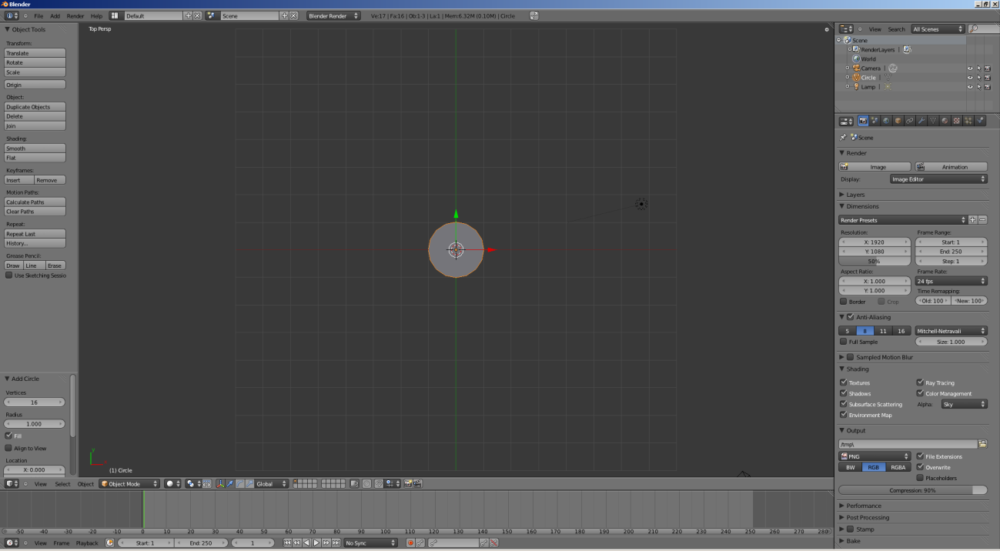 Blender
File Add Render Help Default Scene Blender Render Ve:17 | Fa:16 | Ob:1-3 | La:1 | Mem:6.32M (0.10M) | Circle
Object Tools
Transform:
Translate
Rotate
Scale
Origin
Object:
Duplicate Objects
Delete
Join
Shading:
Smooth
Flat
Keyframes:
Insert Remove
Motion Paths:
Calculate Paths
Clear Paths
Repeat:
Repeat Last
History...
Grease Pencil:
Draw Line Erase
Use Sketching Sessio
Add Circle
Vertices
16
Radius
1.000
Fill
Align to View
Location
X: 0.000
Top Persp
y
(1) Circle
View Select Object Object Mode Global
-50 -40 -30 -20 -10 0 10 20 30 40 50 60 70 80 90 100 110 120 130 140 150 160 170 180 190 200 210 220 230 240 250 260 270 280
View Frame Playback Start: 1 End: 250 1 No Sync
View Search All Scenes
Scene
RenderLayers |
World
Camera |
Circle |
Lamp |
Scene
Render
Image Animation
Display: Image Editor
Layers
Dimensions
Render Presets
Resolution: Frame Range:
X: 1920 Start: 1
Y: 1080 End: 250
50% Step: 1
Aspect Ratio: Frame Rate:
X: 1.000 24 fps
Y: 1.000 Time Remapping:
Border Crop Old: 100 New: 100
Anti-Aliasing
5 8 11 16 Mitchell-Netravali
Full Sample Size: 1.000
Sampled Motion Blur
Shading
Textures Ray Tracing
Shadows Color Management
Subsurface Scattering Alpha: Sky
Environment Map
Output
/tmp\
PNG File Extensions
BW RGB RGBA Overwrite
Placeholders
Compression: 90%
Performance
Post Processing
Stamp
Bake